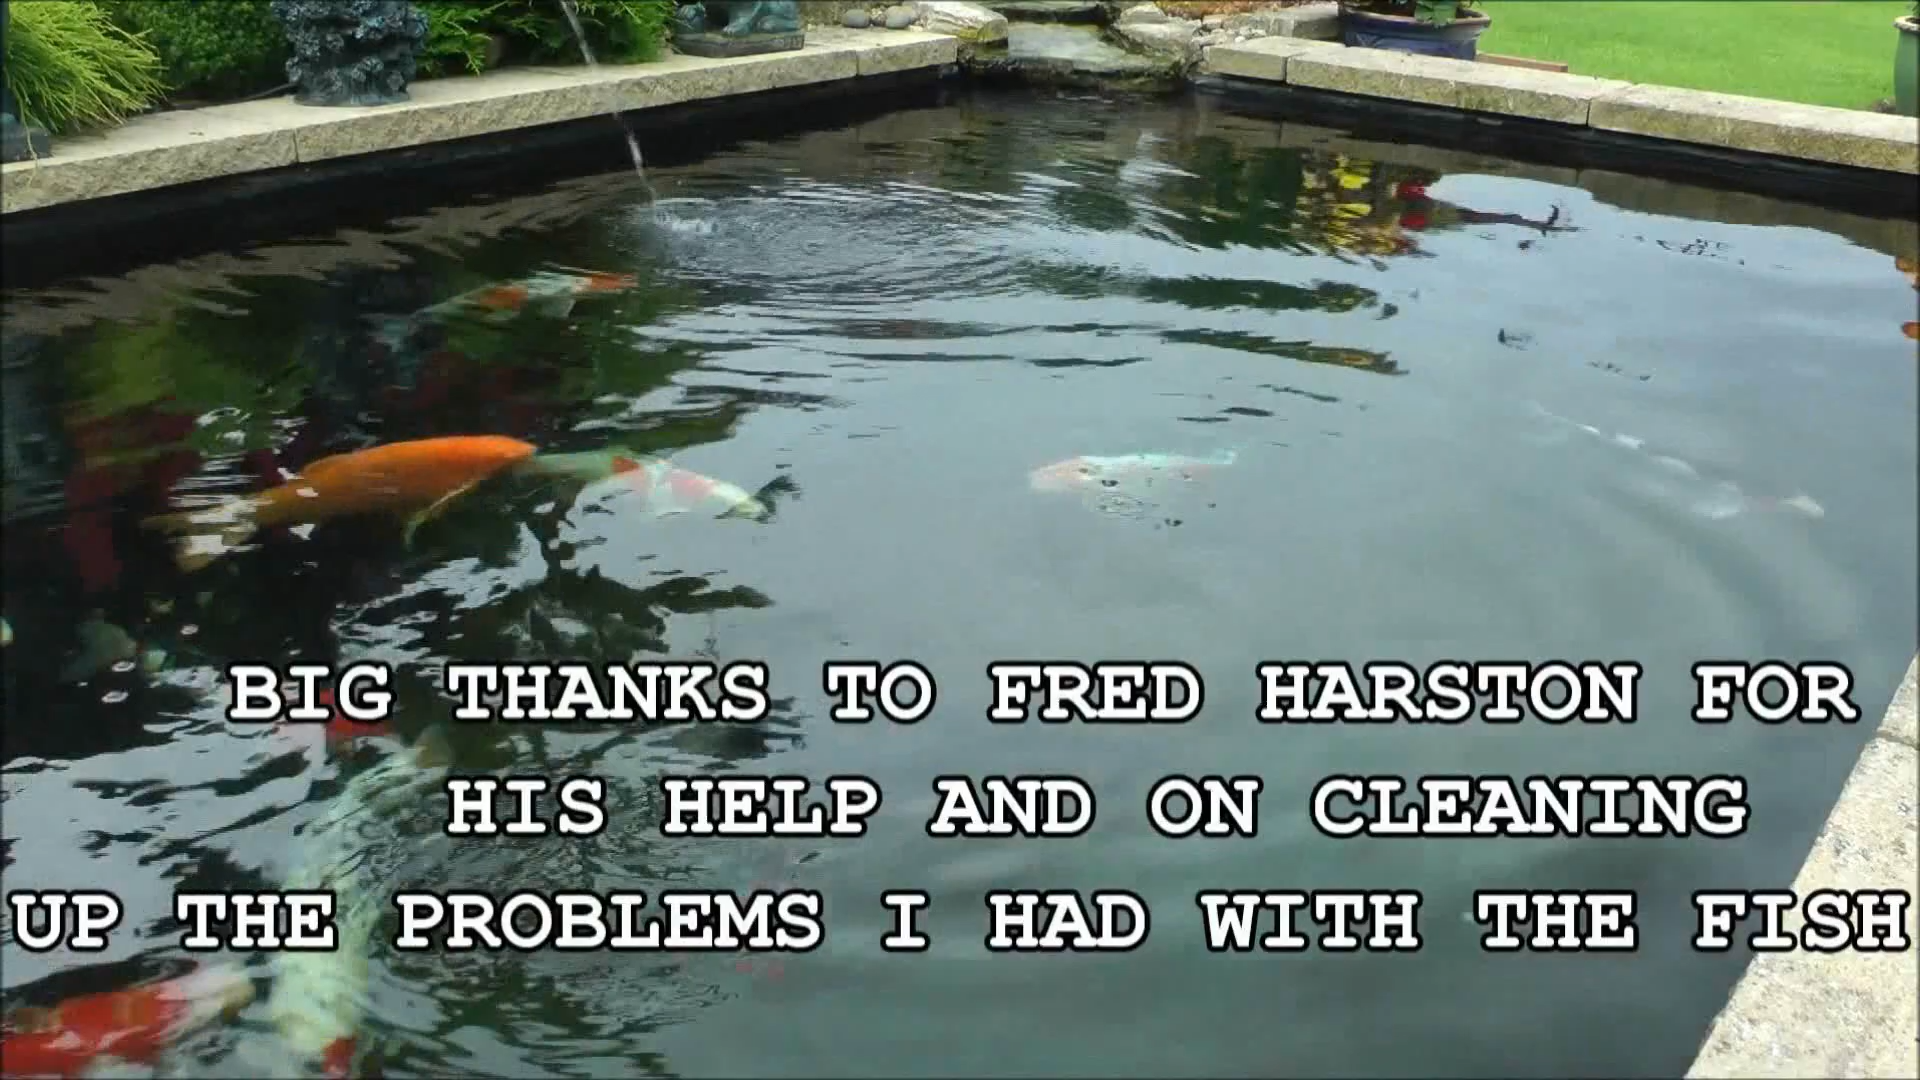 BIG THANKS TO FRED HARSTON FOR
HIS HELP AND ON CLEANING
UP THE PROBLEMS I HAD WITH THE FISH